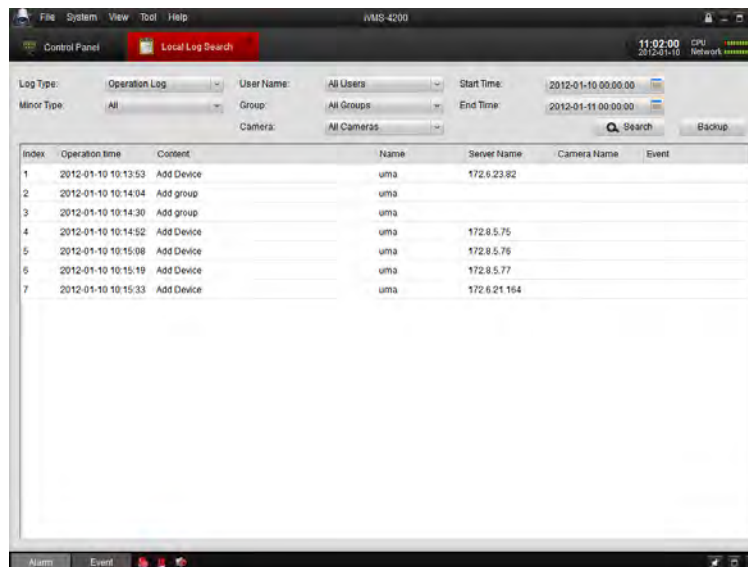 File System View Tool Help iVMS-4200
Control Panel Local Log Search 11:02:00 2012-01-10 CPU Network
Log Type: Operation Log User Name: All Users Start Time: 2012-01-10 00:00:00
Minor Type: All Group: All Groups End Time: 2012-01-11 00:00:00
Camera: All Cameras Search Backup
Index Operation time Content Name Server Name Camera Name Event
1 2012-01-10 10:13:53 Add Device uma 172.6.23.82
2 2012-01-10 10:14:04 Add group uma
3 2012-01-10 10:14:30 Add group uma
4 2012-01-10 10:14:52 Add Device uma 172.8.5.75
5 2012-01-10 10:15:08 Add Device uma 172.8.5.76
6 2012-01-10 10:15:19 Add Device uma 172.8.5.77
7 2012-01-10 10:15:33 Add Device uma 172.6.21.164
Alarm Event